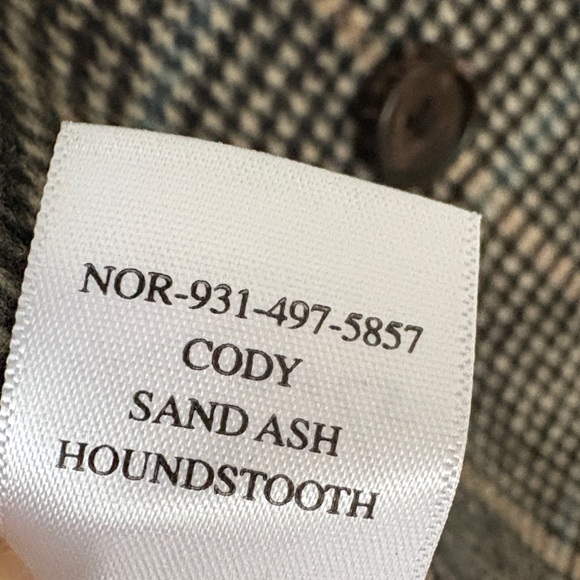 NOR-931-497-5857
CODY
SAND ASH
HOUNDSTOOTH